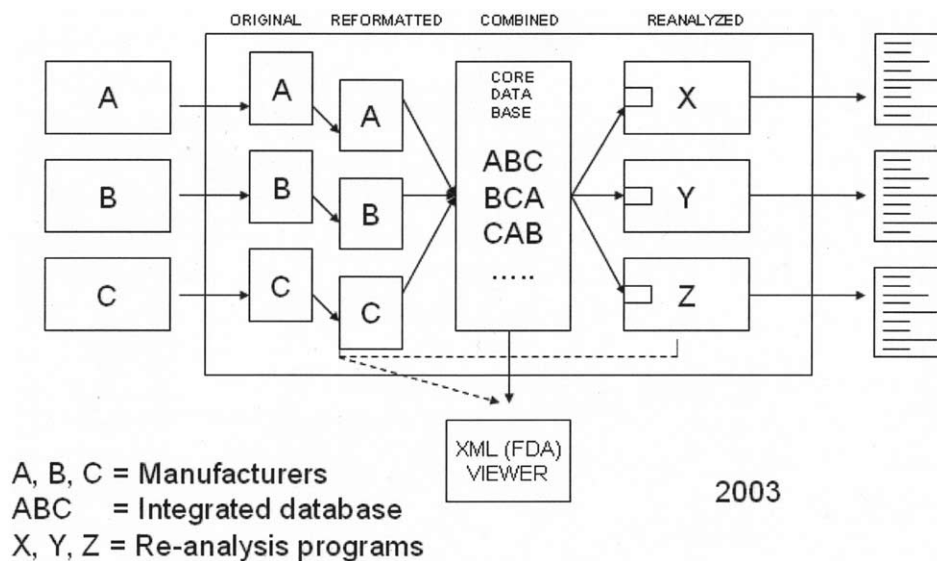 ORIGINAL REFORMATTED COMBINED REANALYZED
A A A CORE
DATA
BASE X
B B B ABC
BCA
CAB
..... Y
C C C Z
XML (FDA)
VIEWER
2003
A, B, C = Manufacturers
ABC = Integrated database
X, Y, Z = Re-analysis programs